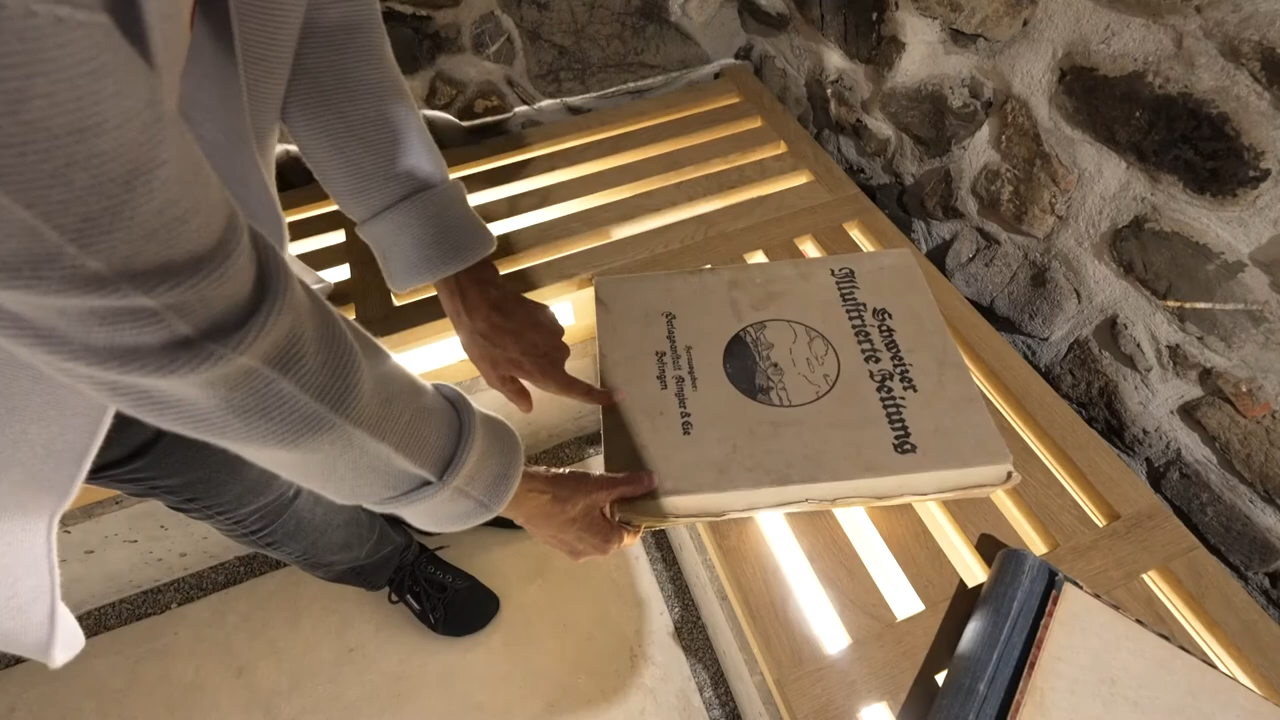 Schweizer
Illustrierte Zeitung
Herausgeber:
Verlagsanstalt Ringier & Cie
Zofingen